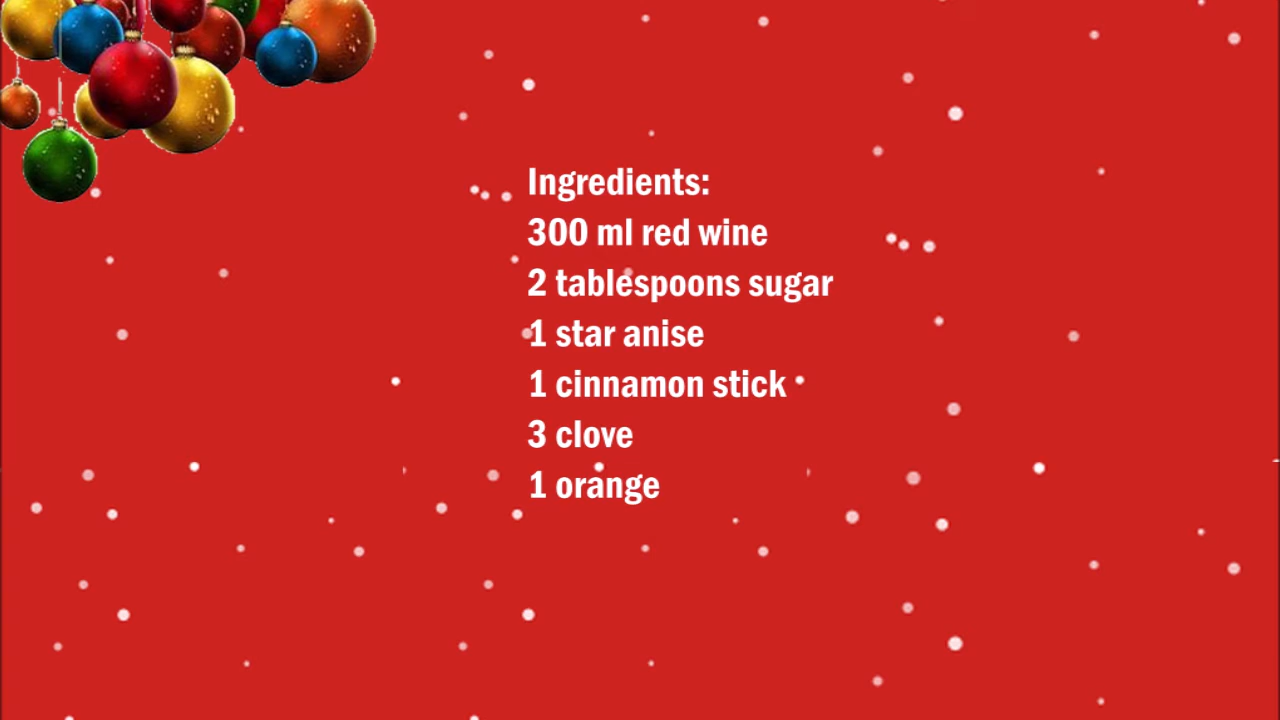 Ingredients:
300 ml red wine
2 tablespoons sugar
1 star anise
1 cinnamon stick
3 clove
1 orange